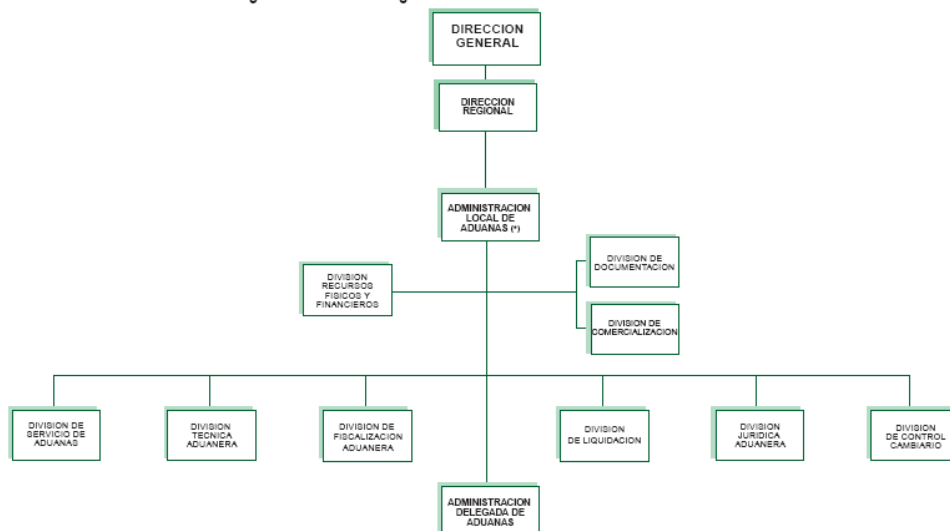 DIRECCION
GENERAL
DIRECCION
REGIONAL
ADMINISTRACION
LOCAL DE
ADUANAS (*)
DIVISION
RECURSOS
FISICOS Y
FINANCIEROS
DIVISION DE
DOCUMENTACION
DIVISION DE
COMERCIALIZACION
DIVISION DE
SERVICIO DE
ADUANAS
DIVISION
TECNICA
ADUANERA
DIVISION DE
FISCALIZACION
ADUANERA
DIVISION
DE LIQUIDACION
DIVISION
JURIDICA
ADUANERA
DIVISION
DE CONTROL
CAMBIARIO
ADMINISTRACION
DELEGADA DE
ADUANAS